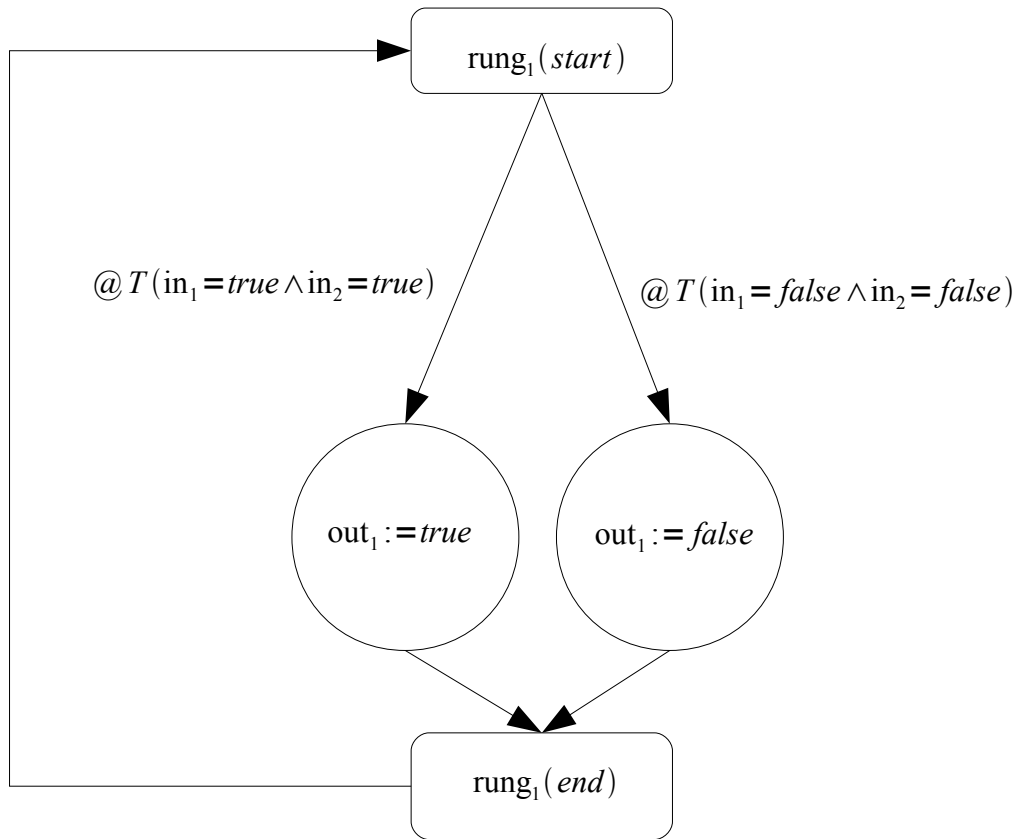 rung₁(start)
@T(in₁=true∧in₂=true)
@T(in₁=false∧in₂=false)
out₁:=true
out₁:=false
rung₁(end)